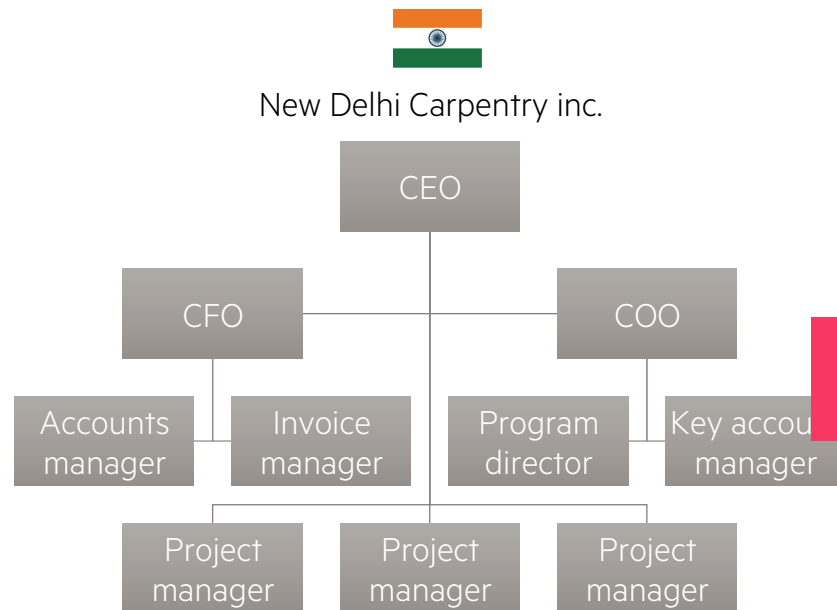 New Delhi Carpentry inc.
CEO
CFO
COO
Accounts
manager
Invoice
manager
Program
director
Key accou
manager
Project
manager
Project
manager
Project
manager